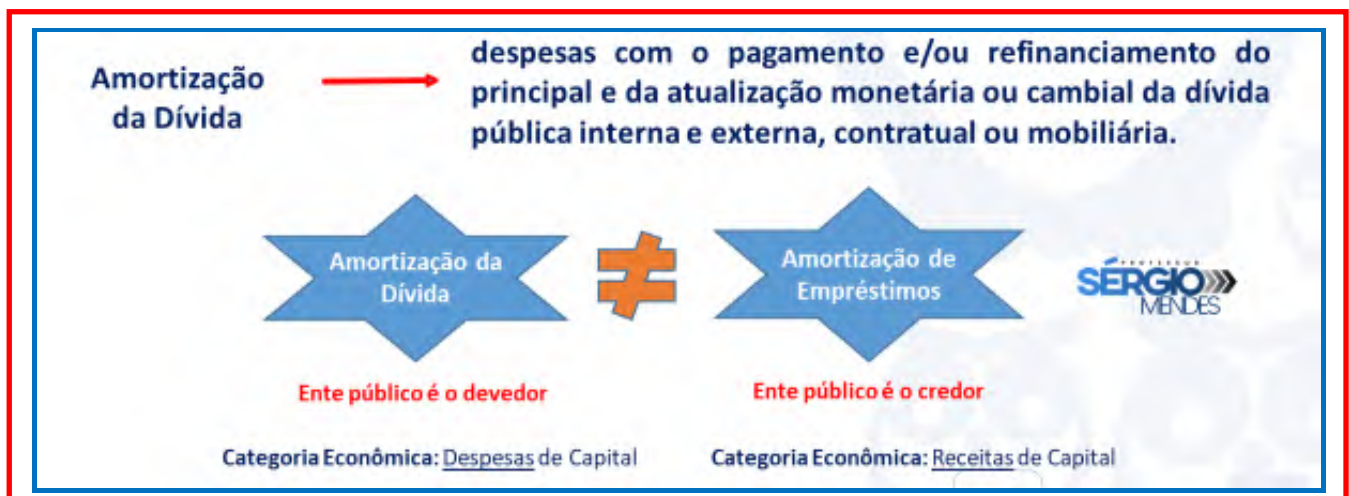 Amortização
da Dívida
despesas com o pagamento e/ou refinanciamento do
principal e da atualização monetária ou cambial da dívida
pública interna e externa, contratual ou mobiliária.
Amortização da
Dívida
Amortização de
Empréstimos
PROFESSOR
SÉRGIO
MENDES
Ente público é o devedor
Ente público é o credor
Categoria Econômica: Despesas de Capital
Categoria Econômica: Receitas de Capital